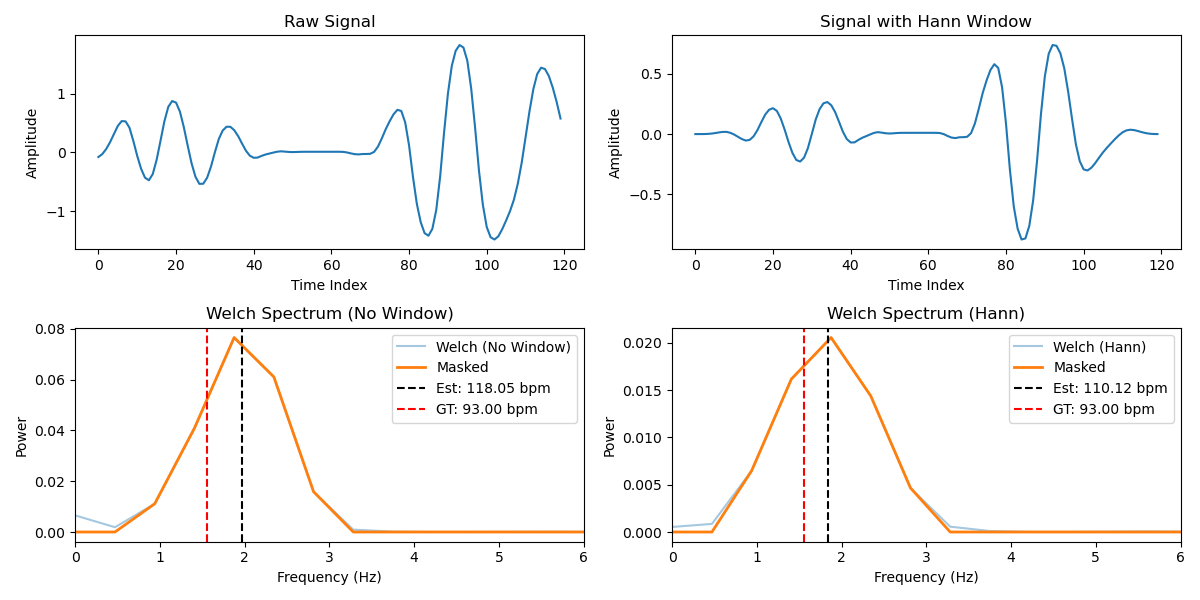 Raw Signal
Amplitude
1
0
−1
0 20 40 60 80 100 120
Time Index
Signal with Hann Window
Amplitude
0.5
0.0
−0.5
0 20 40 60 80 100 120
Time Index
Welch Spectrum (No Window)
Power
0.08
0.06
0.04
0.02
0.00
Welch (No Window)
Masked
Est: 118.05 bpm
GT: 93.00 bpm
0 1 2 3 4 5 6
Frequency (Hz)
Welch Spectrum (Hann)
Power
0.020
0.015
0.010
0.005
0.000
Welch (Hann)
Masked
Est: 110.12 bpm
GT: 93.00 bpm
0 1 2 3 4 5 6
Frequency (Hz)